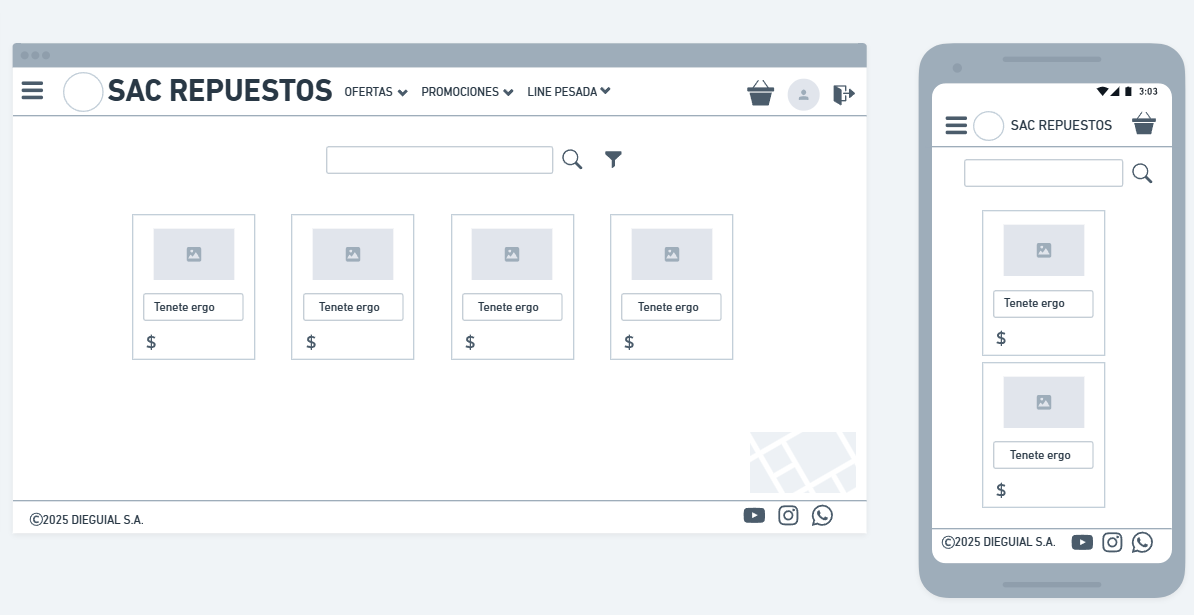 SAC REPUESTOS OFERTAS PROMOCIONES LINE PESADA
Tenete ergo Tenete ergo Tenete ergo Tenete ergo
$ $ $ $
©2025 DIEGUIAL S.A.
3:03
SAC REPUESTOS
Tenete ergo
$
Tenete ergo
$
©2025 DIEGUIAL S.A.